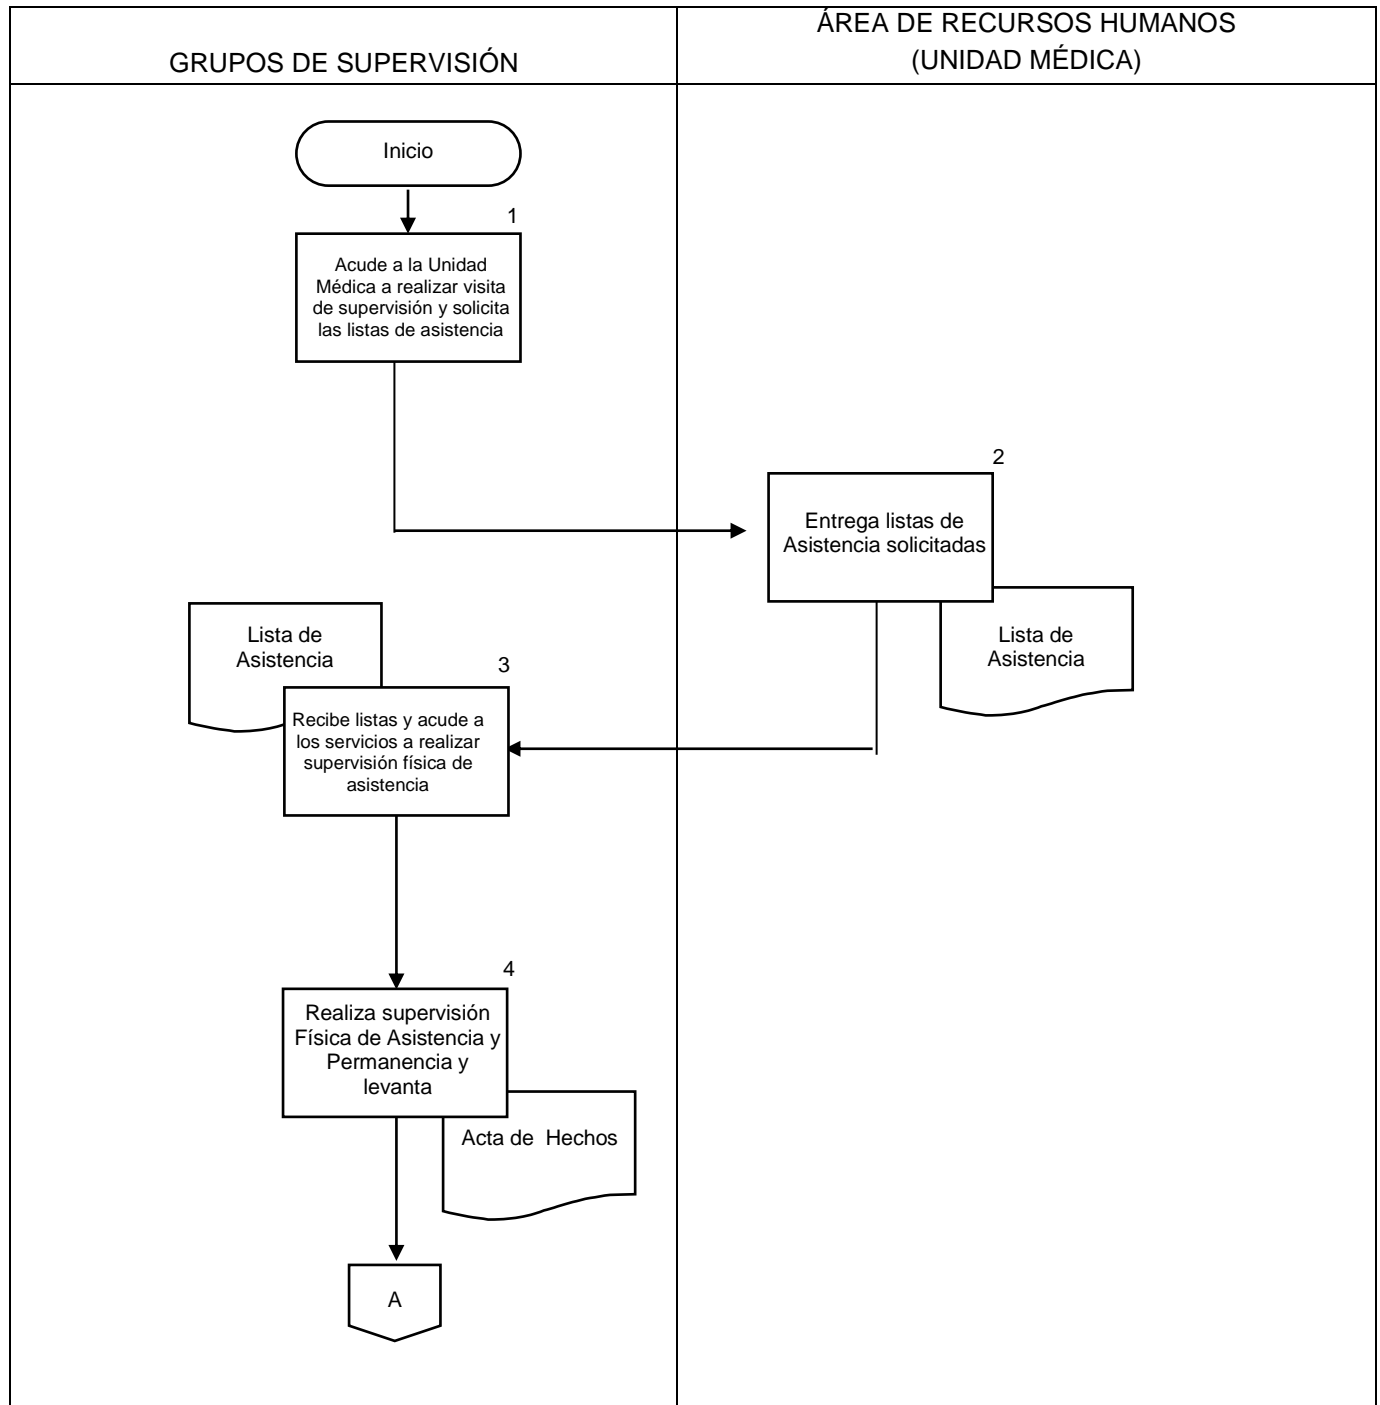 GRUPOS DE SUPERVISIÓN
ÁREA DE RECURSOS HUMANOS
(UNIDAD MÉDICA)
Inicio
1
Acude a la Unidad
Médica a realizar visita
de supervisión y solicita
las listas de asistencia
2
Entrega listas de
Asistencia solicitadas
Lista de
Asistencia
Lista de
Asistencia
3
Recibe listas y acude a
los servicios a realizar
supervisión física de
asistencia
4
Realiza supervisión
Física de Asistencia y
Permanencia y
levanta
Acta de  Hechos
A